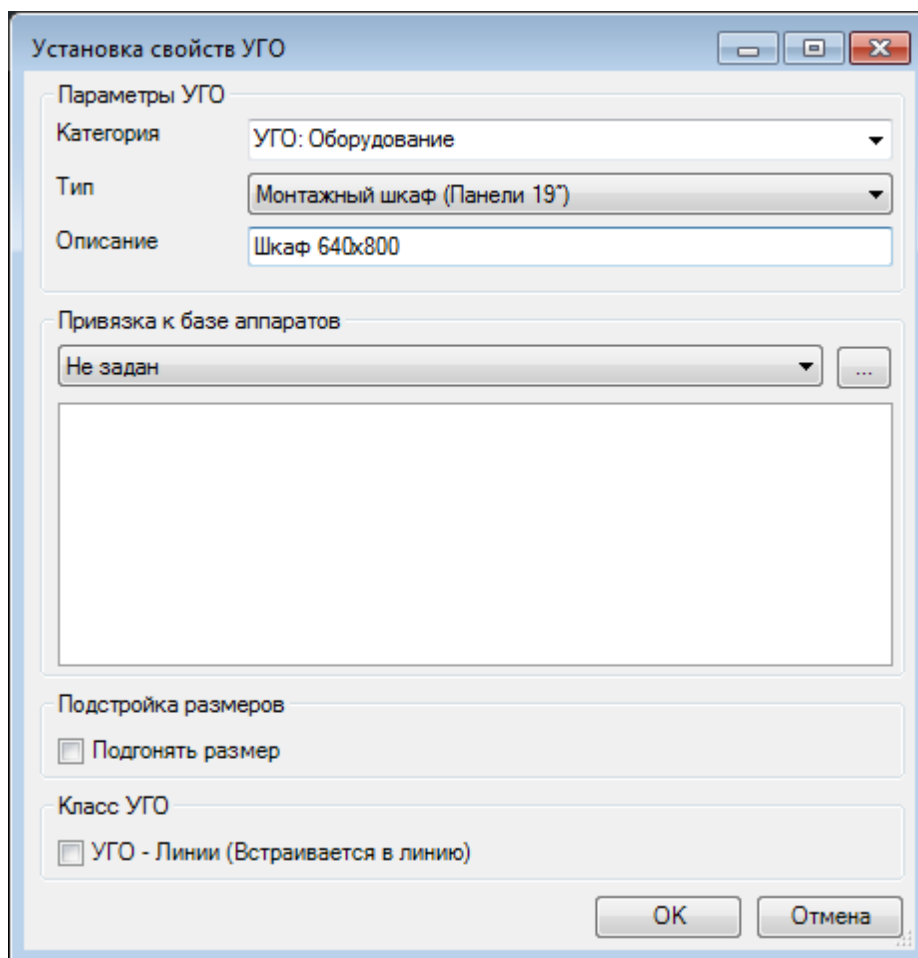 Установка свойств УГО
Параметры УГО
Категория УГО: Оборудование
Тип Монтажный шкаф (Панели 19")
Описание Шкаф 640x800
Привязка к базе аппаратов
Не задан ...
Подстройка размеров
Подгонять размер
Класс УГО
УГО - Линии (Встраивается в линию)
OK Отмена